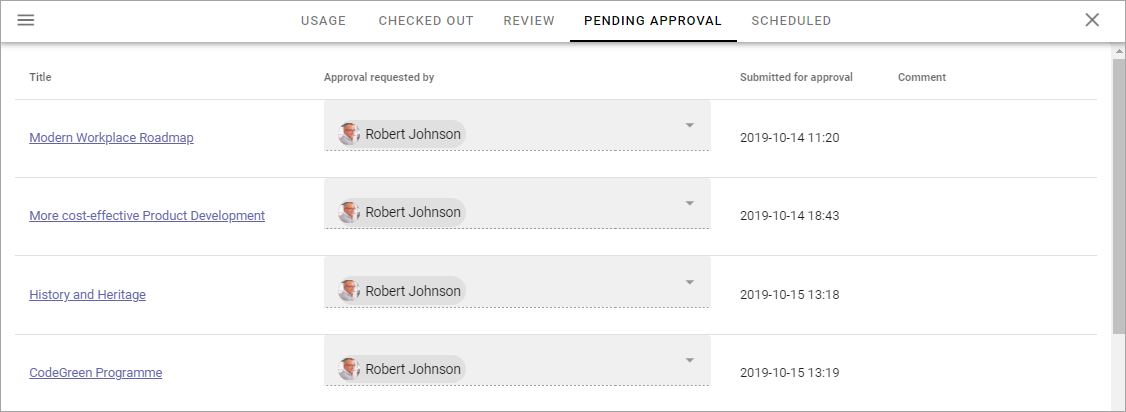 USAGE CHECKED OUT REVIEW PENDING APPROVAL SCHEDULED
Title Approval requested by Submitted for approval Comment
Modern Workplace Roadmap Robert Johnson 2019-10-14 11:20
More cost-effective Product Development Robert Johnson 2019-10-14 18:43
History and Heritage Robert Johnson 2019-10-15 13:18
CodeGreen Programme Robert Johnson 2019-10-15 13:19